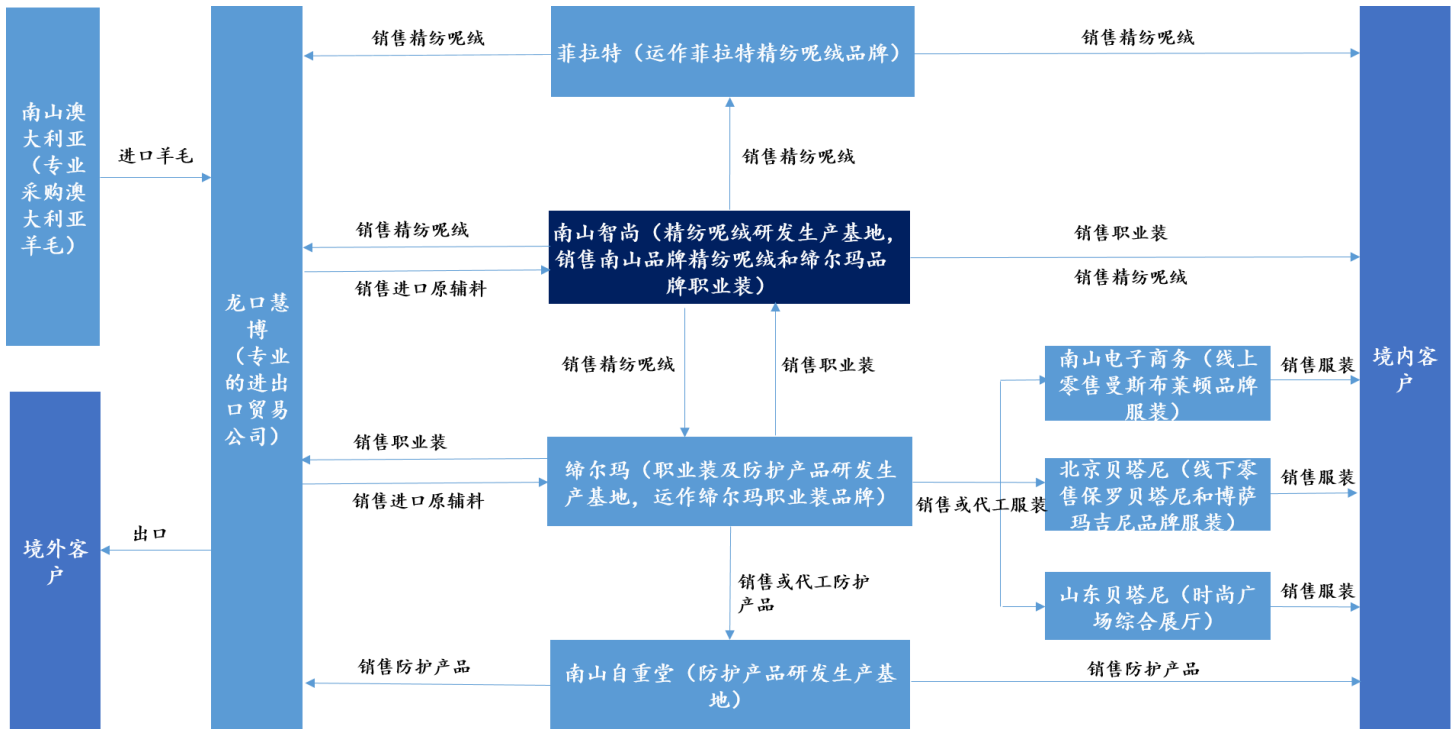 南山澳
大利亚
（专业
采购澳
大利亚
羊毛）
进口羊毛
境外客
户
出口
龙口慧
博
（专业
的进出
口贸易
公司）
销售精纺呢绒
菲拉特（运作菲拉特精纺呢绒品牌）
销售精纺呢绒
销售精纺呢绒
销售精纺呢绒
销售进口原辅料
南山智尚（精纺呢绒研发生产基地，
销售南山品牌精纺呢绒和缔尔玛品
牌职业装）
销售职业装
销售精纺呢绒
销售精纺呢绒
销售职业装
销售职业装
销售进口原辅料
缔尔玛（职业装及防护产品研发生
产基地，运作缔尔玛职业装品牌）
销售或代工服装
南山电子商务（线上
零售曼斯布莱顿品牌
服装）
销售服装
北京贝塔尼（线下零
售保罗贝塔尼和博萨
玛吉尼品牌服装）
销售服装
山东贝塔尼（时尚广
场综合展厅）
销售服装
销售或代工防护
产品
销售防护产品
南山自重堂（防护产品研发生产基
地）
销售防护产品
境内客
户